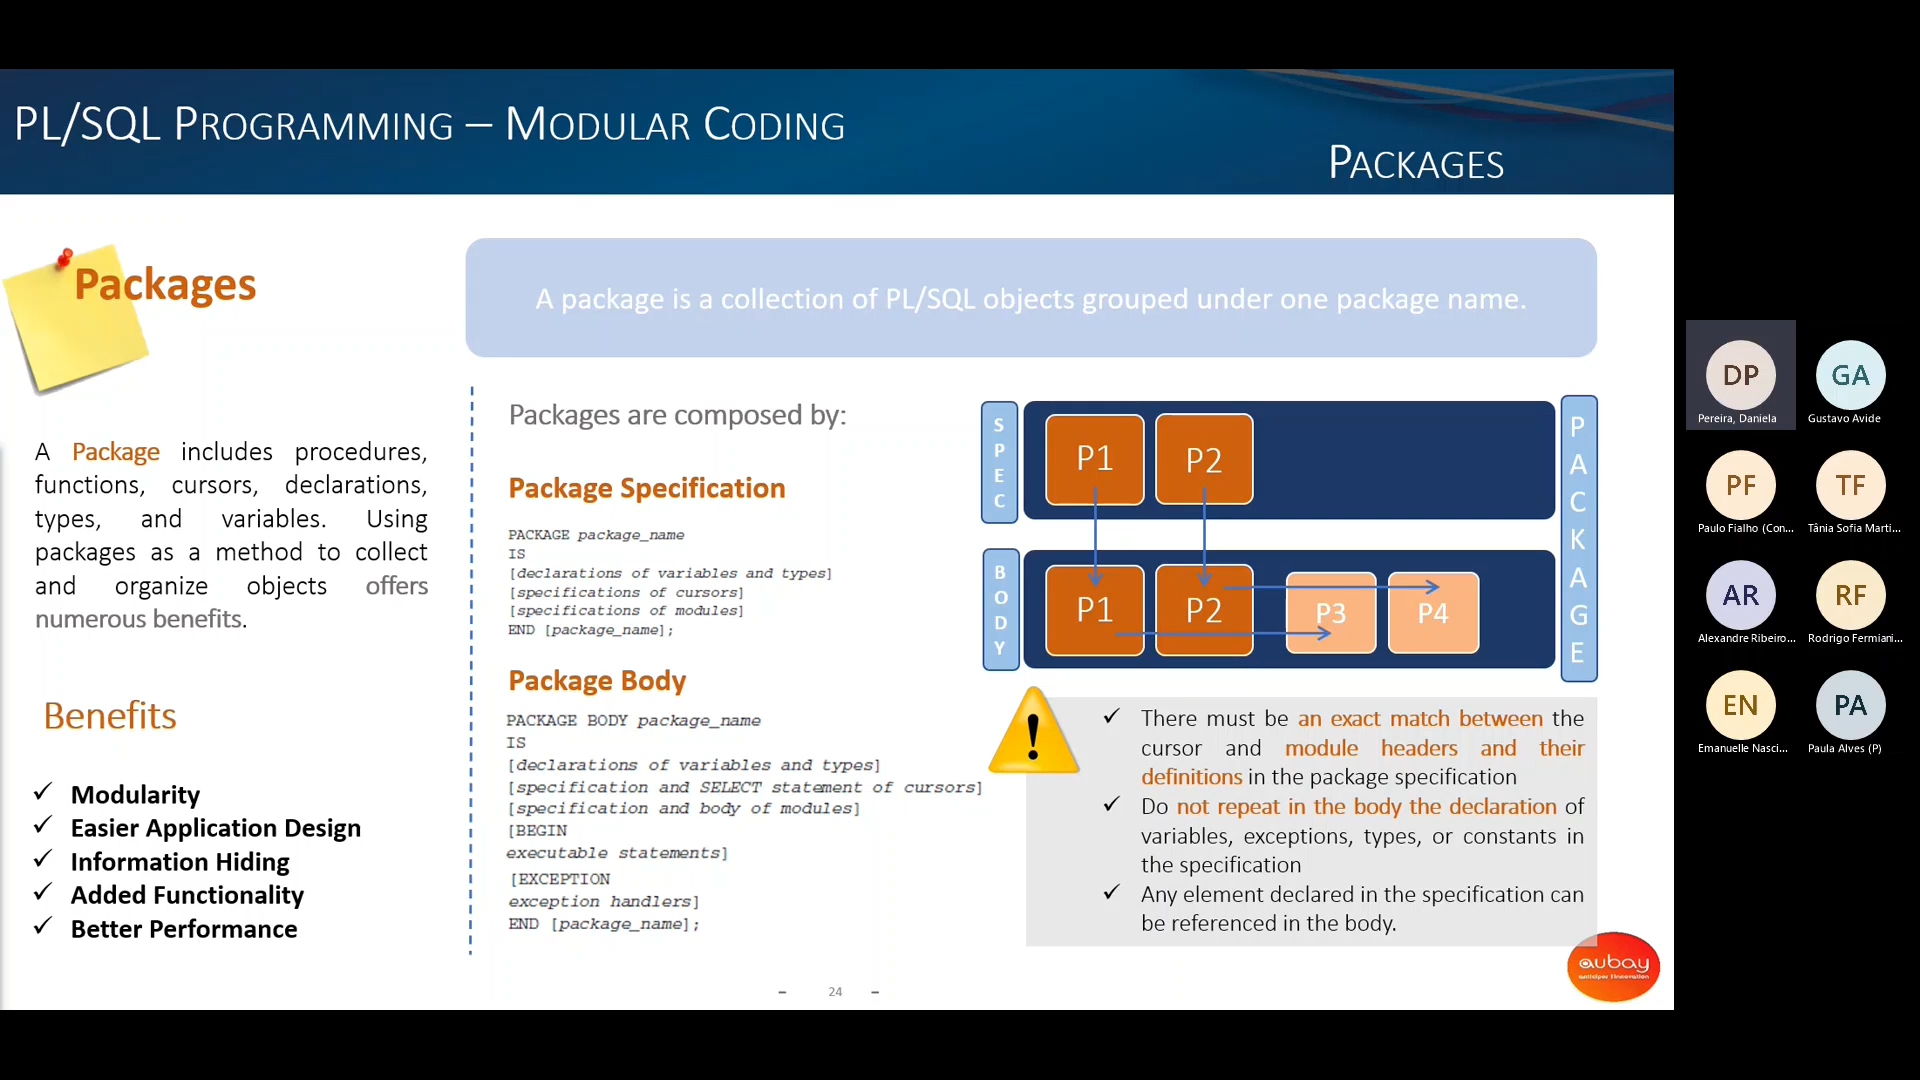 PL/SQL PROGRAMMING – MODULAR CODING
PACKAGES
Packages
A package is a collection of PL/SQL objects grouped under one package name.
A Package includes procedures,
functions, cursors, declarations,
types, and variables. Using
packages as a method to collect
and organize objects offers
numerous benefits.
Benefits
✓ Modularity
✓ Easier Application Design
✓ Information Hiding
✓ Added Functionality
✓ Better Performance
Packages are composed by:
Package Specification
PACKAGE package_name
IS
[declarations of variables and types]
[specifications of cursors]
[specifications of modules]
END [package_name];
Package Body
PACKAGE BODY package_name
IS
[declarations of variables and types]
[specification and SELECT statement of cursors]
[specification and body of modules]
[BEGIN
executable statements]
[EXCEPTION
exception handlers]
END [package_name];
SPEC
P1 P2
BODY
P1 P2 P3 P4
PACKAGE
!
✓ There must be an exact match between the
cursor and module headers and their
definitions in the package specification
✓ Do not repeat in the body the declaration of
variables, exceptions, types, or constants in
the specification
✓ Any element declared in the specification can
be referenced in the body.
– 24 –
aubay
anticiper l'innovation
DP GA
Pereira, Daniela Gustavo Avide
PF TF
Paulo Fialho (Con... Tânia Sofia Marti...
AR RF
Alexandre Ribeiro... Rodrigo Fermiani...
EN PA
Emanuelle Nasci... Paula Alves (P)